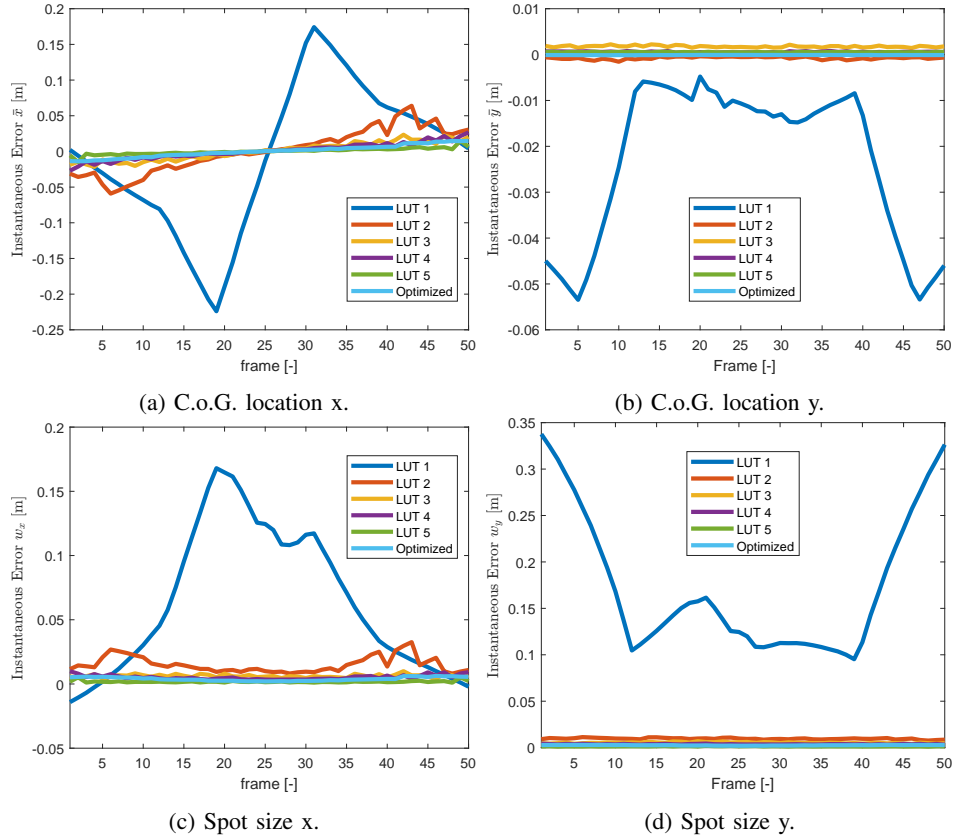 0.2
0.15
0.1
0.05
0
-0.05
-0.1
-0.15
-0.2
-0.25
Instantaneous Error x̄ [m]
LUT 1
LUT 2
LUT 3
LUT 4
LUT 5
Optimized
5 10 15 20 25 30 35 40 45 50
frame [-]
(a) C.o.G. location x.
0.01
0
-0.01
-0.02
-0.03
-0.04
-0.05
-0.06
Instantaneous Error ȳ [m]
LUT 1
LUT 2
LUT 3
LUT 4
LUT 5
Optimized
5 10 15 20 25 30 35 40 45 50
Frame [-]
(b) C.o.G. location y.
0.2
0.15
0.1
0.05
0
-0.05
Instantaneous Error w_x [m]
LUT 1
LUT 2
LUT 3
LUT 4
LUT 5
Optimized
5 10 15 20 25 30 35 40 45 50
frame [-]
(c) Spot size x.
0.35
0.3
0.25
0.2
0.15
0.1
0.05
0
Instantaneous Error w_y [m]
LUT 1
LUT 2
LUT 3
LUT 4
LUT 5
Optimized
5 10 15 20 25 30 35 40 45 50
Frame [-]
(d) Spot size y.